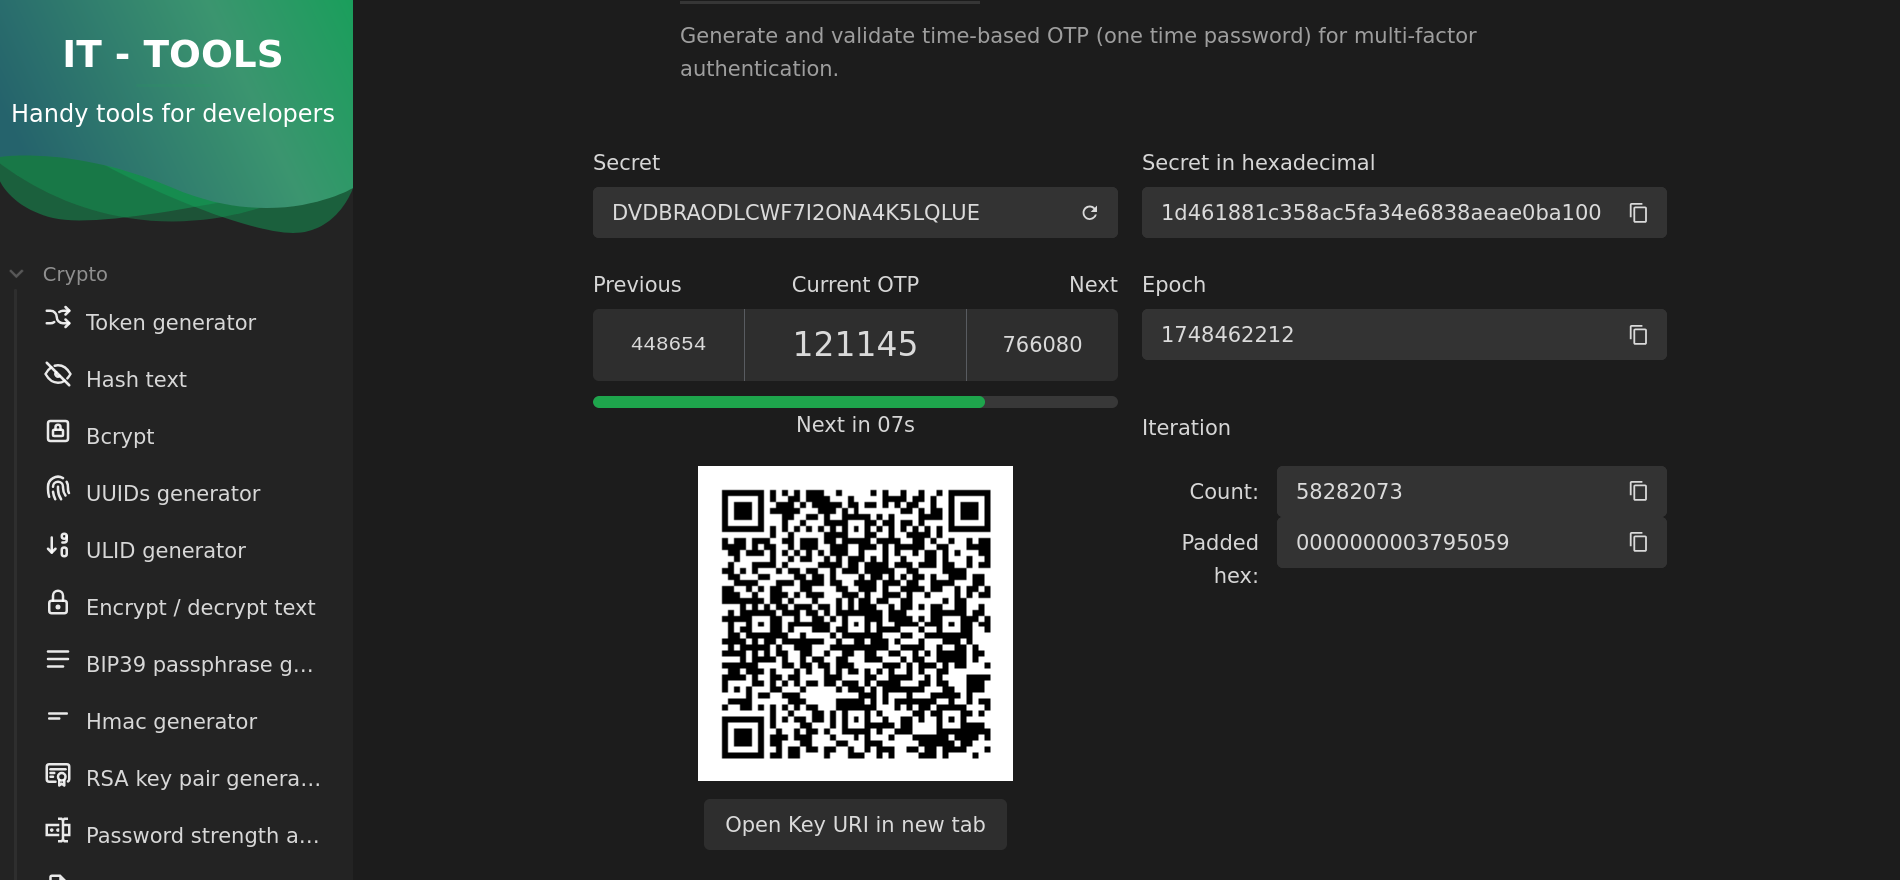 IT - TOOLS
Handy tools for developers
Crypto
Token generator
Hash text
Bcrypt
UUIDs generator
ULID generator
Encrypt / decrypt text
BIP39 passphrase g...
Hmac generator
RSA key pair genera...
Password strength a...
Generate and validate time-based OTP (one time password) for multi-factor
authentication.
Secret
DVDBRAODLCWF7I2ONA4K5LQLUE
Secret in hexadecimal
1d461881c358ac5fa34e6838aeae0ba100
Previous
Current OTP
Next
448654
121145
766080
Next in 07s
Epoch
1748462212
Iteration
Count:
58282073
Padded
hex:
0000000003795059
Open Key URI in new tab